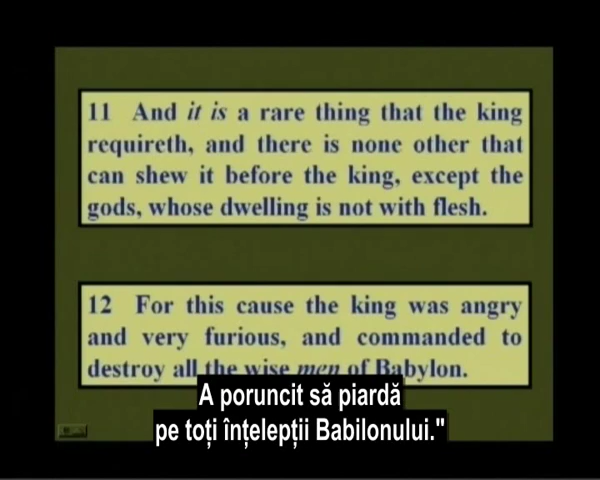 11 And it is a rare thing that the king
requireth, and there is none other that
can shew it before the king, except the
gods, whose dwelling is not with flesh.
12 For this cause the king was angry
and very furious, and commanded to
destroy all the wise men of Babylon.
A poruncit să piardă
pe toți înțelepții Babilonului."